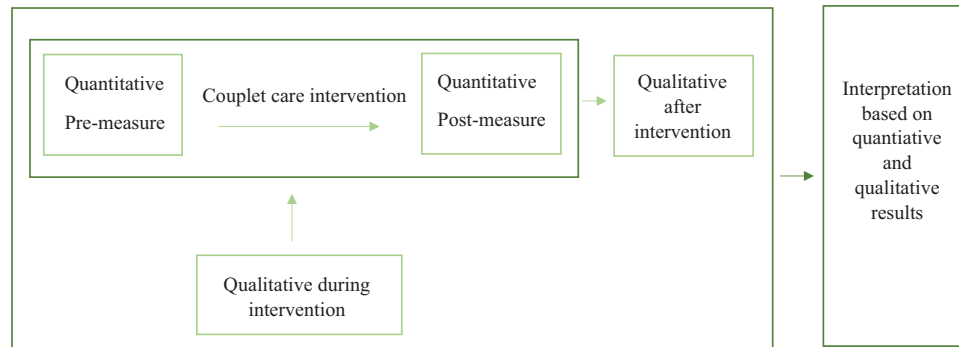 Quantitative
Pre-measure
Couplet care intervention
Quantitative
Post-measure
Qualitative
after
intervention
Qualitative during
intervention
Interpretation
based on
quantiative
and
qualitative
results